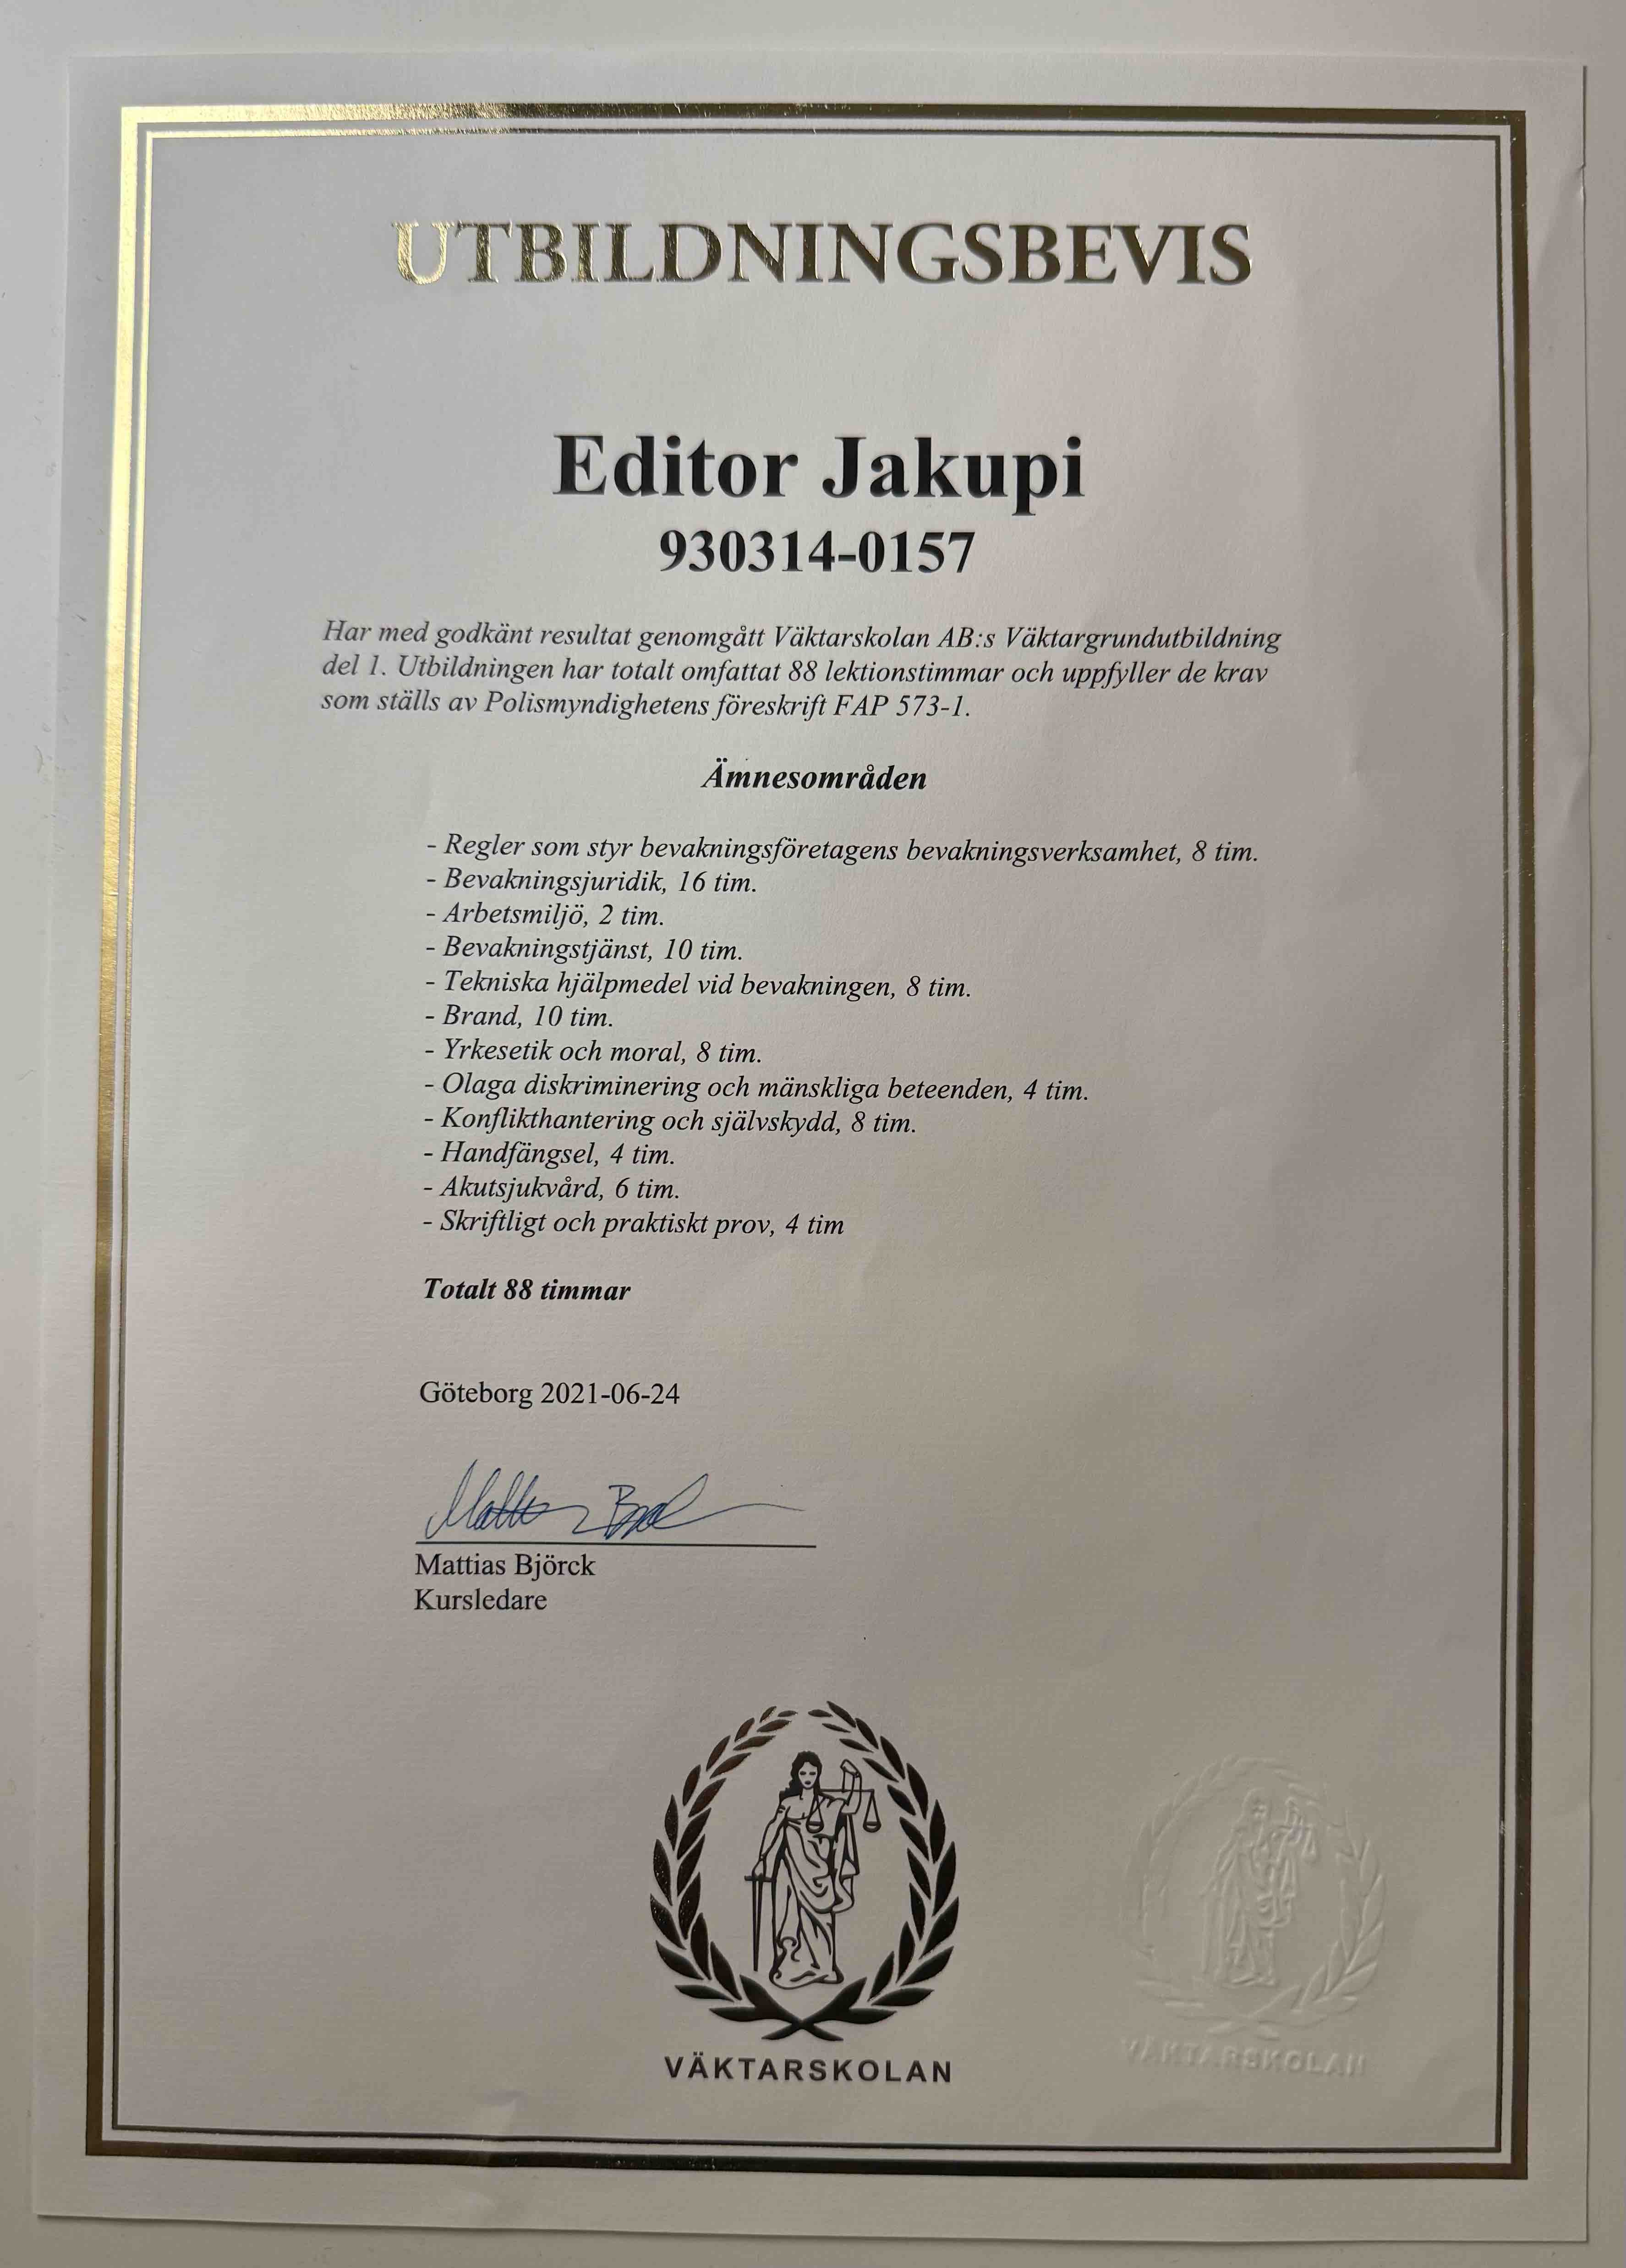 UTBILDNINGSBEVIS
Editor Jakupi
930314-0157
Har med godkänt resultat genomgått Väktarskolan AB:s Väktargrundutbildning
del 1. Utbildningen har totalt omfattat 88 lektionstimmar och uppfyller de krav
som ställs av Polismyndighetens föreskrift FAP 573-1.
Ämnesområden
- Regler som styr bevakningsföretagens bevakningsverksamhet, 8 tim.
- Bevakningsjuridik, 16 tim.
- Arbetsmiljö, 2 tim.
- Bevakningstjänst, 10 tim.
- Tekniska hjälpmedel vid bevakningen, 8 tim.
- Brand, 10 tim.
- Yrkesetik och moral, 8 tim.
- Olaga diskriminering och mänskliga beteenden, 4 tim.
- Konflikthantering och självskydd, 8 tim.
- Handfängsel, 4 tim.
- Akutsjukvård, 6 tim.
- Skriftligt och praktiskt prov, 4 tim
Totalt 88 timmar
Göteborg 2021-06-24
Mattias Björck
Kursledare
VÄKTARSKOLAN
VÄKTARSKOLAN